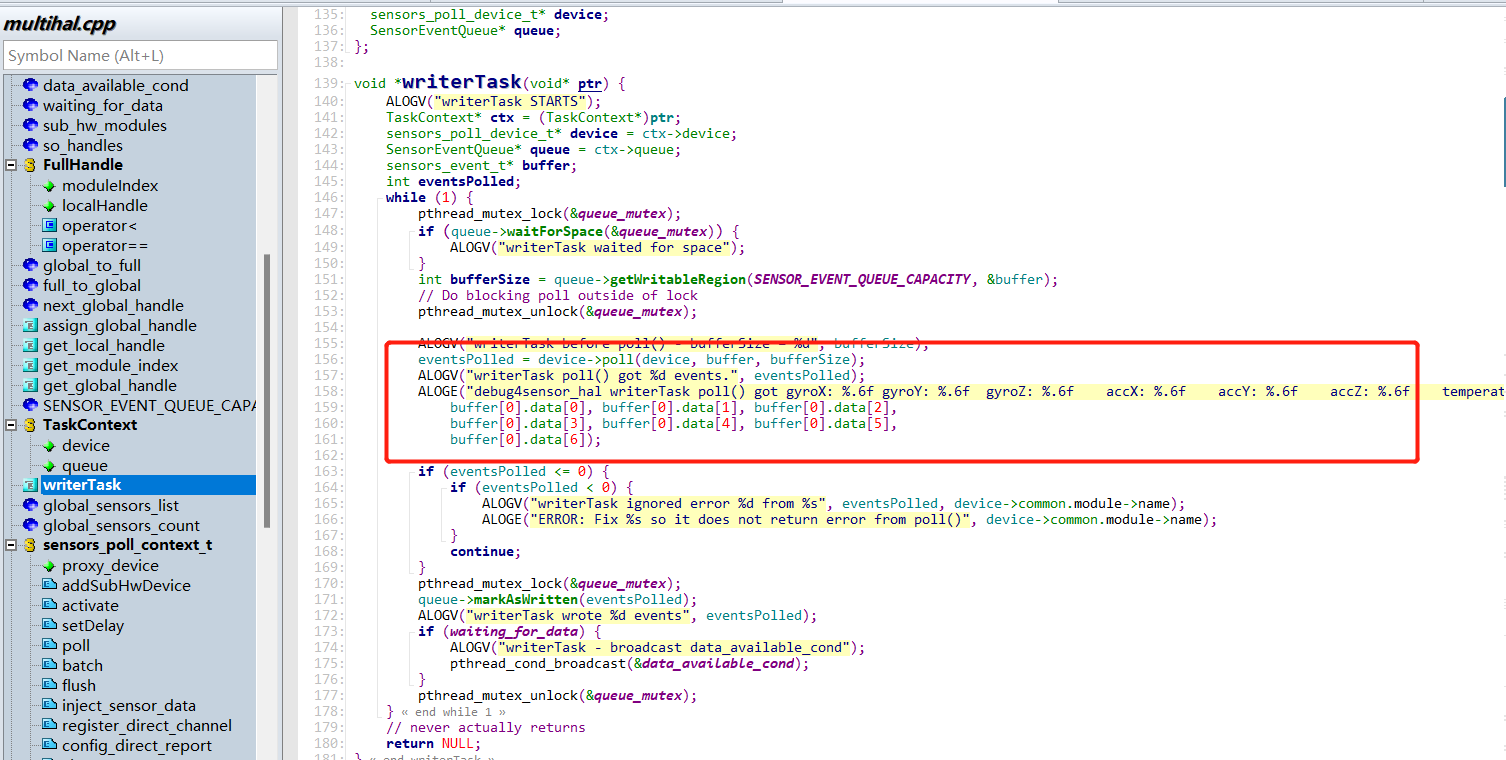 multihal.cpp
Symbol Name (Alt+L)
data_available_cond
waiting_for_data
sub_hw_modules
so_handles
FullHandle
moduleIndex
localHandle
operator<
operator==
global_to_full
full_to_global
next_global_handle
assign_global_handle
get_local_handle
get_module_index
get_global_handle
SENSOR_EVENT_QUEUE_CAPA
TaskContext
device
queue
writerTask
global_sensors_list
global_sensors_count
sensors_poll_context_t
proxy_device
addSubHwDevice
activate
setDelay
poll
batch
flush
inject_sensor_data
register_direct_channel
config_direct_report
135: sensors_poll_device_t* device;
136: SensorEventQueue* queue;
137: };
138:
139: void *writerTask(void* ptr) {
140: ALOGV("writerTask STARTS");
141: TaskContext* ctx = (TaskContext*)ptr;
142: sensors_poll_device_t* device = ctx->device;
143: SensorEventQueue* queue = ctx->queue;
144: sensors_event_t* buffer;
145: int eventsPolled;
146: while (1) {
147: pthread_mutex_lock(&queue_mutex);
148: if (queue->waitForSpace(&queue_mutex)) {
149: ALOGV("writerTask waited for space");
150: }
151: int bufferSize = queue->getWritableRegion(SENSOR_EVENT_QUEUE_CAPACITY, &buffer);
152: // Do blocking poll outside of lock
153: pthread_mutex_unlock(&queue_mutex);
154:
155: ALOGV("writerTask before poll() - bufferSize = %d", bufferSize);
156: eventsPolled = device->poll(device, buffer, bufferSize);
157: ALOGV("writerTask poll() got %d events.", eventsPolled);
158: ALOGE("debug4sensor_hal writerTask poll() got gyroX: %.6f gyroY: %.6f gyroZ: %.6f accX: %.6f accY: %.6f accZ: %.6f temperat
159: buffer[0].data[0], buffer[0].data[1], buffer[0].data[2],
160: buffer[0].data[3], buffer[0].data[4], buffer[0].data[5],
161: buffer[0].data[6]);
162:
163: if (eventsPolled <= 0) {
164: if (eventsPolled < 0) {
165: ALOGV("writerTask ignored error %d from %s", eventsPolled, device->common.module->name);
166: ALOGE("ERROR: Fix %s so it does not return error from poll()", device->common.module->name);
167: }
168: continue;
169: }
170: pthread_mutex_lock(&queue_mutex);
171: queue->markAsWritten(eventsPolled);
172: ALOGV("writerTask wrote %d events", eventsPolled);
173: if (waiting_for_data) {
174: ALOGV("writerTask - broadcast data_available_cond");
175: pthread_cond_broadcast(&data_available_cond);
176: }
177: pthread_mutex_unlock(&queue_mutex);
178: } « end while 1 »
179: // never actually returns
180: return NULL;
181: } « end writerTask »